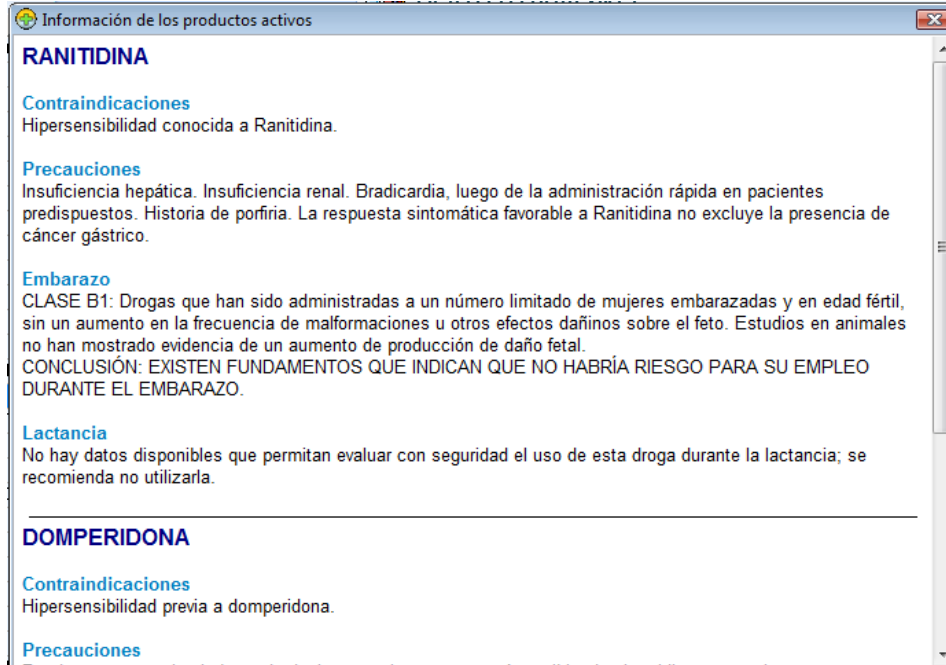 Información de los productos activos
RANITIDINA
Contraindicaciones
Hipersensibilidad conocida a Ranitidina.
Precauciones
Insuficiencia hepática. Insuficiencia renal. Bradicardia, luego de la administración rápida en pacientes
predispuestos. Historia de porfiria. La respuesta sintomática favorable a Ranitidina no excluye la presencia de
cáncer gástrico.
Embarazo
CLASE B1: Drogas que han sido administradas a un número limitado de mujeres embarazadas y en edad fértil,
sin un aumento en la frecuencia de malformaciones u otros efectos dañinos sobre el feto. Estudios en animales
no han mostrado evidencia de un aumento de producción de daño fetal.
CONCLUSIÓN: EXISTEN FUNDAMENTOS QUE INDICAN QUE NO HABRÍA RIESGO PARA SU EMPLEO
DURANTE EL EMBARAZO.
Lactancia
No hay datos disponibles que permitan evaluar con seguridad el uso de esta droga durante la lactancia; se
recomienda no utilizarla.
DOMPERIDONA
Contraindicaciones
Hipersensibilidad previa a domperidona.
Precauciones